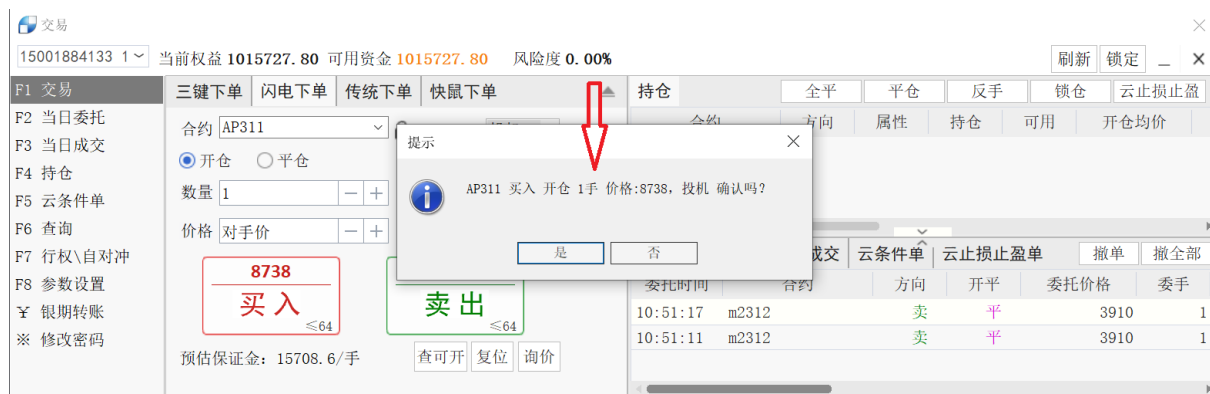 交易
15001884133 1 当前权益 1015727.80 可用资金 1015727.80 风险度 0.00% 刷新 锁定
F1 交易
F2 当日委托
F3 当日成交
F4 持仓
F5 云条件单
F6 查询
F7 行权\自对冲
F8 参数设置
¥ 银期转账
※ 修改密码
三键下单 闪电下单 传统下单 快鼠下单
合约 AP311
开仓 平仓
数量 1
价格 对手价
8738
买入
≤64
卖出
≤64
预估保证金: 15708.6/手 查可开 复位 询价
提示
AP311 买入 开仓 1手 价格:8738, 投机 确认吗?
是 否
持仓 全平 平仓 反手 锁仓 云止损止盈
合约 方向 属性 持仓 可用 开仓均价
成交 云条件单 云止损止盈单 撤单 撤全部
委托时间 合约 方向 开平 委托价格 委手
10:51:17 m2312 卖 平 3910 1
10:51:11 m2312 卖 平 3910 1